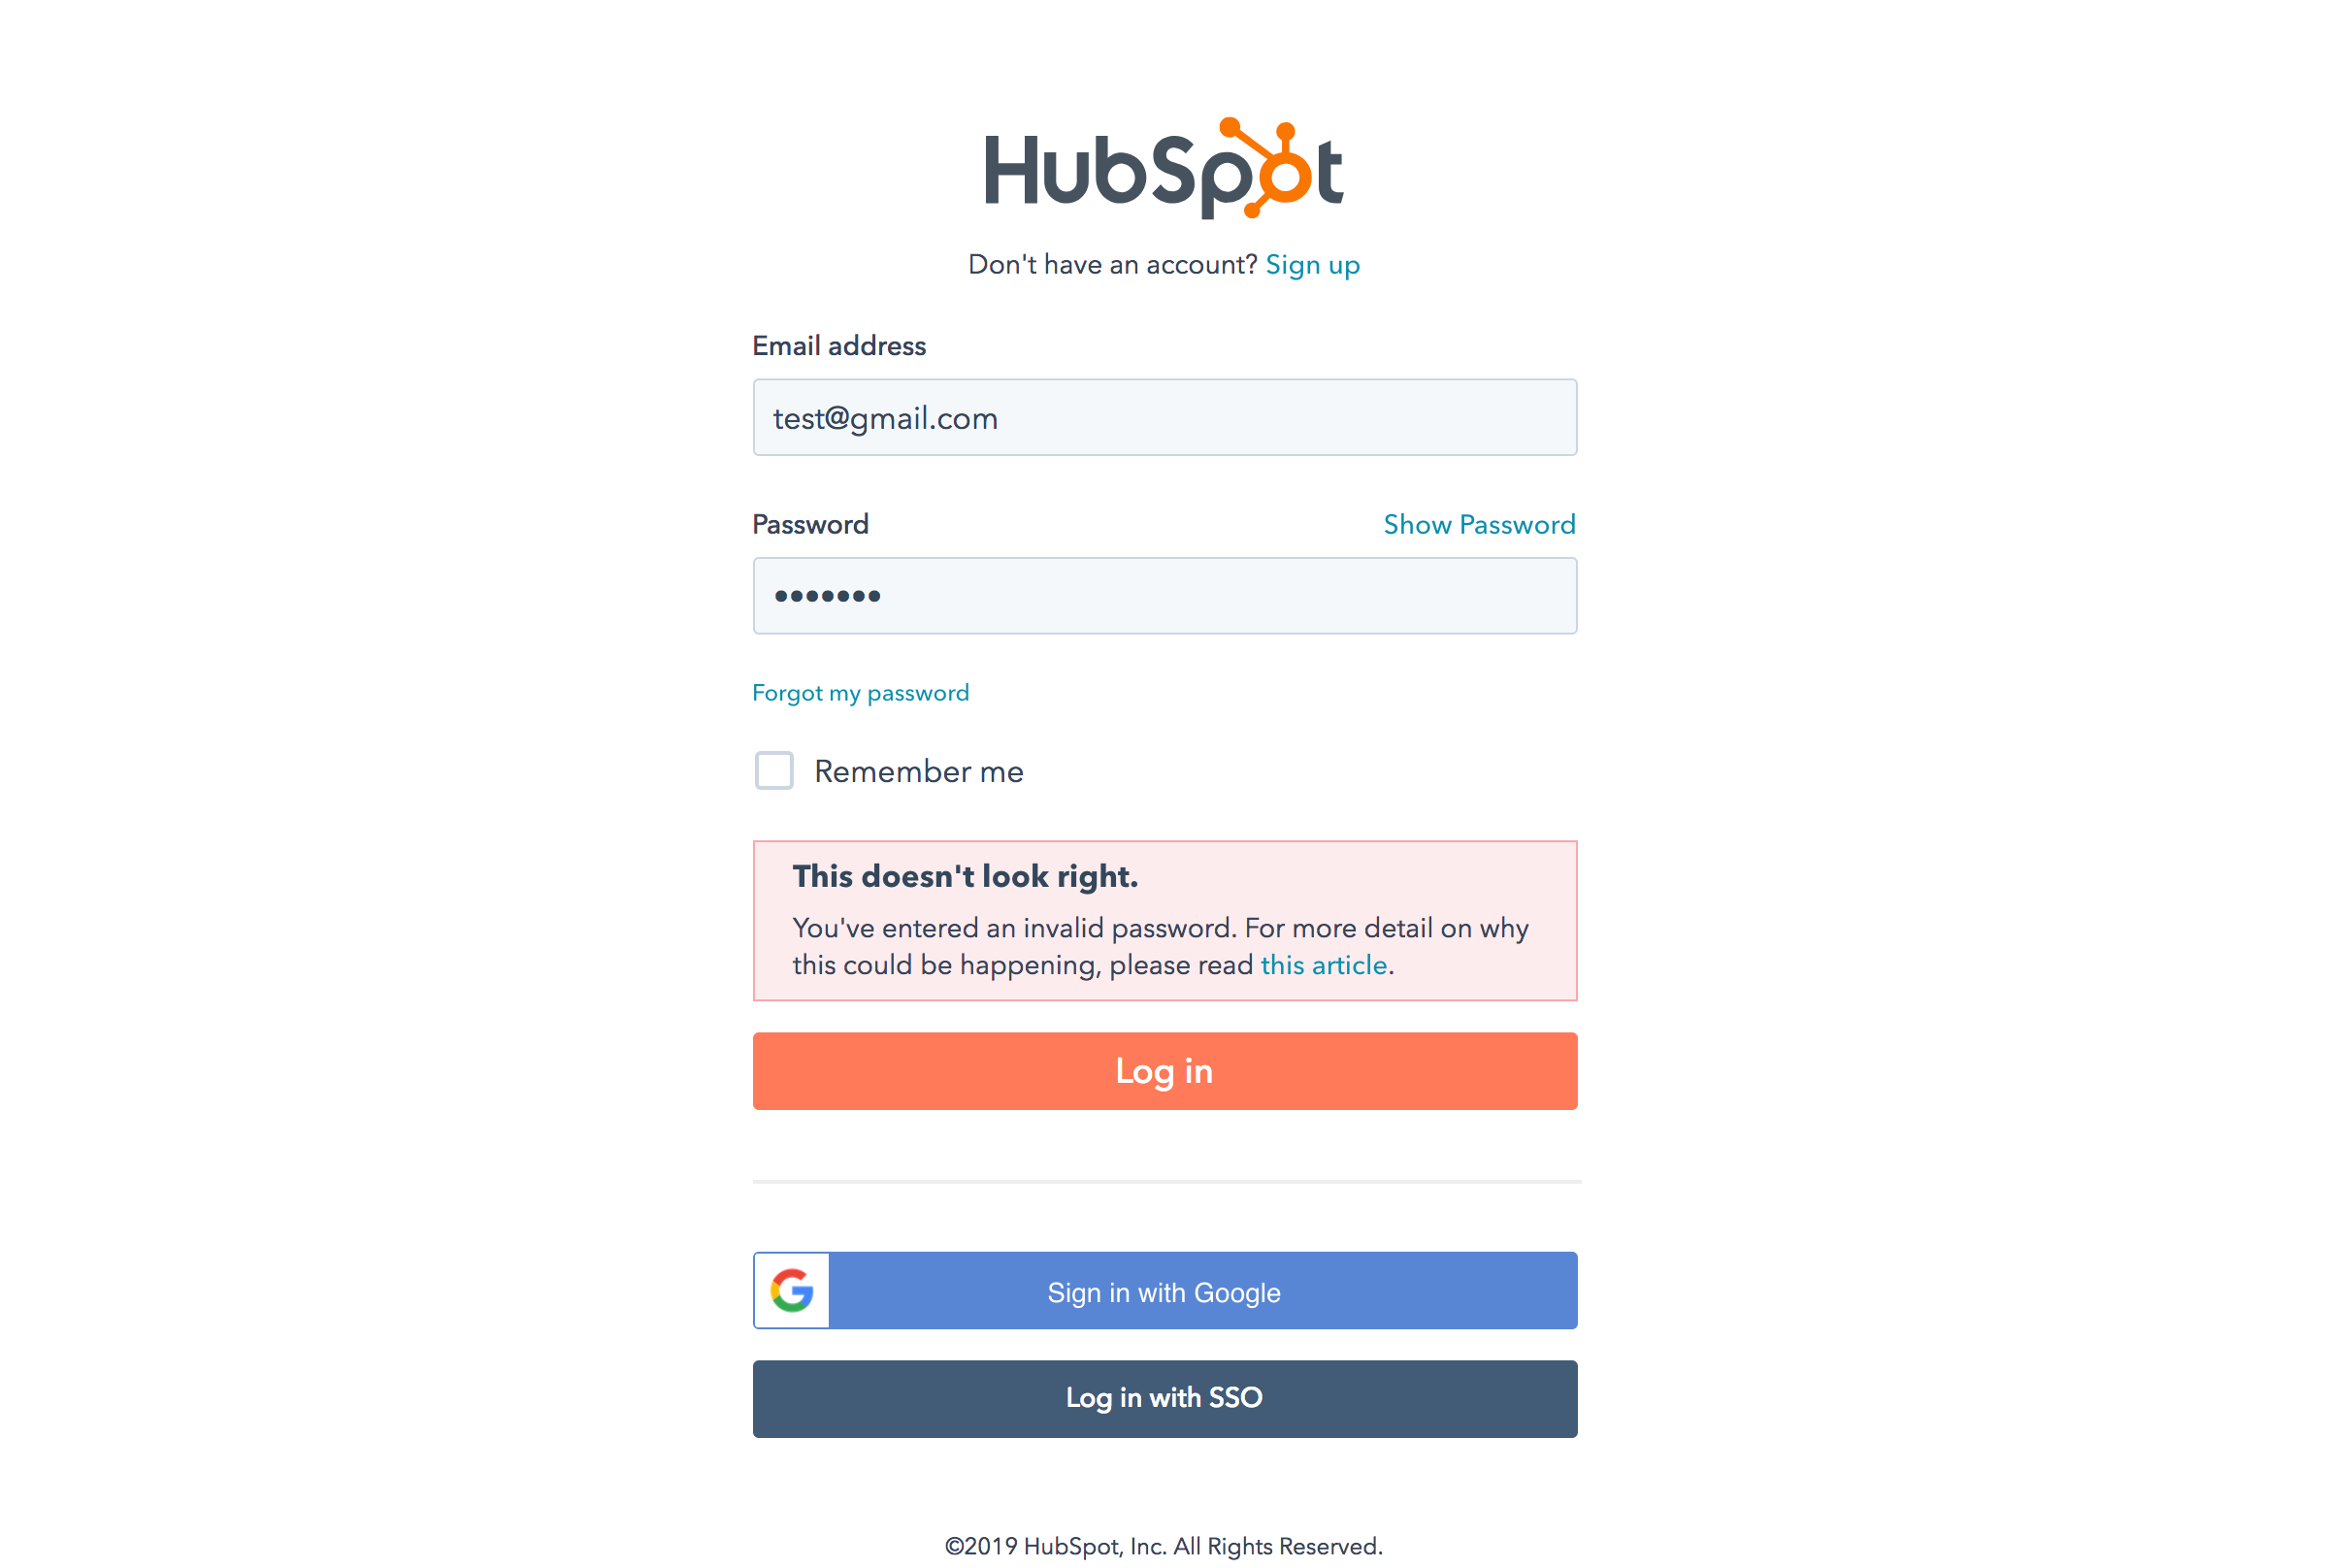 HubSpot
Don't have an account? Sign up
Email address
test@gmail.com
Password Show Password
•••••••
Forgot my password
Remember me
This doesn't look right.
You've entered an invalid password. For more detail on why
this could be happening, please read this article.
Log in
Sign in with Google
Log in with SSO
©2019 HubSpot, Inc. All Rights Reserved.